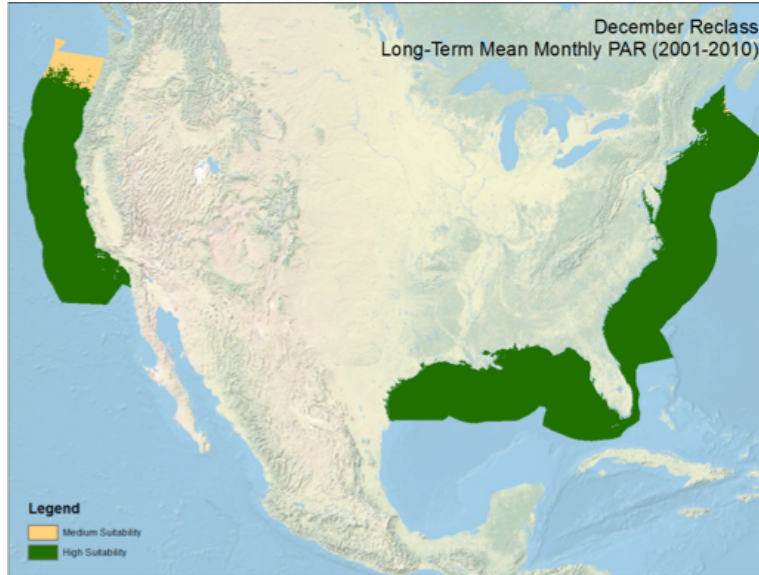 December Reclass
Long-Term Mean Monthly PAR (2001-2010)
Legend
Medium Suitability
High Suitability